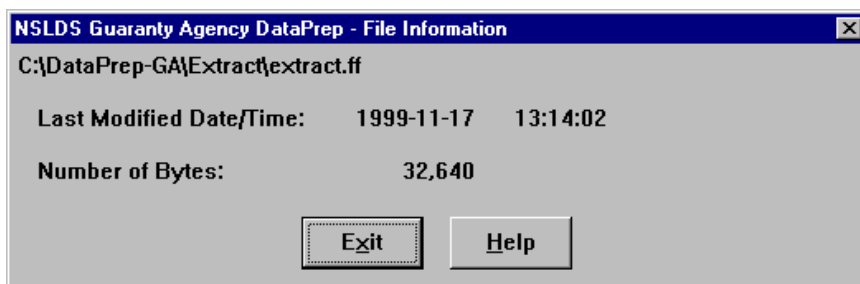 NSLDS Guaranty Agency DataPrep - File Information
C:\DataPrep-GA\Extract\extract.ff
Last Modified Date/Time: 1999-11-17 13:14:02
Number of Bytes: 32,640
Exit Help